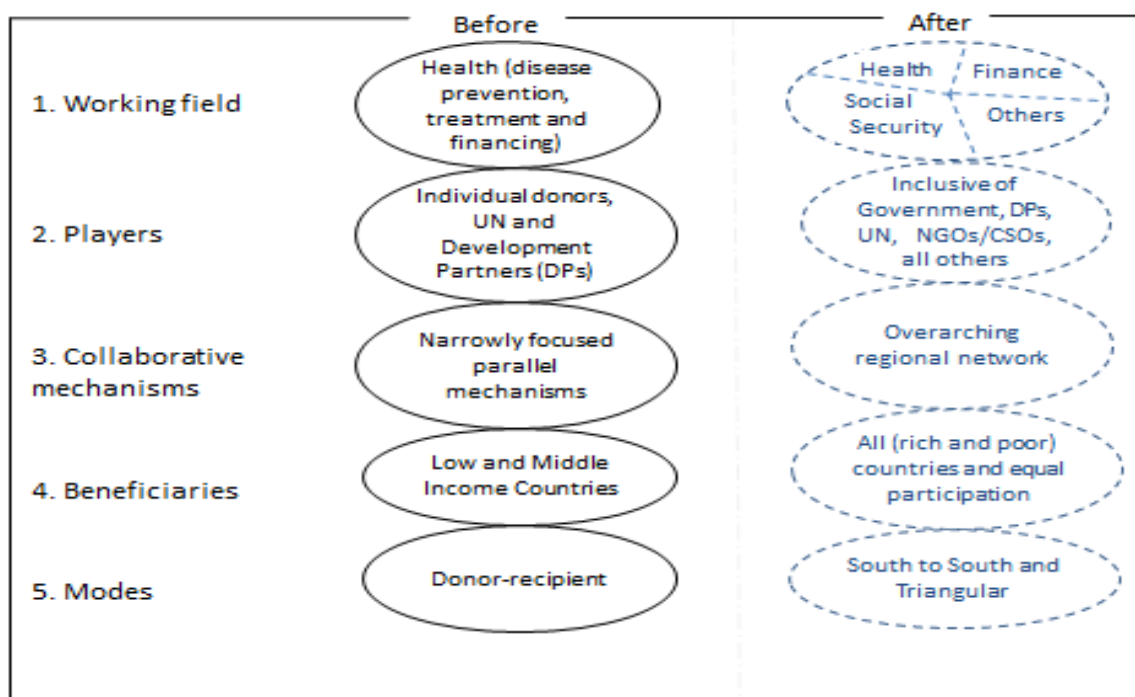 Before
After
1. Working field
Health (disease
prevention,
treatment and
financing)
Health
Finance
Social
Security
Others
2. Players
Individual donors,
UN and
Development
Partners (DPs)
Inclusive of
Government, DPs,
UN, NGOs/CSOs,
all others
3. Collaborative
mechanisms
Narrowly focused
parallel
mechanisms
Overarching
regional network
4. Beneficiaries
Low and Middle
Income Countries
All (rich and poor)
countries and equal
participation
5. Modes
Donor-recipient
South to South and
Triangular